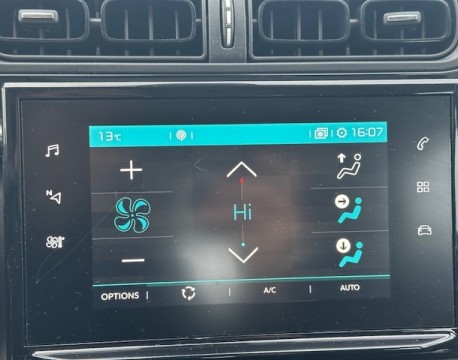 13°C 16:07
N
+
Hi
−
OPTIONS A/C AUTO